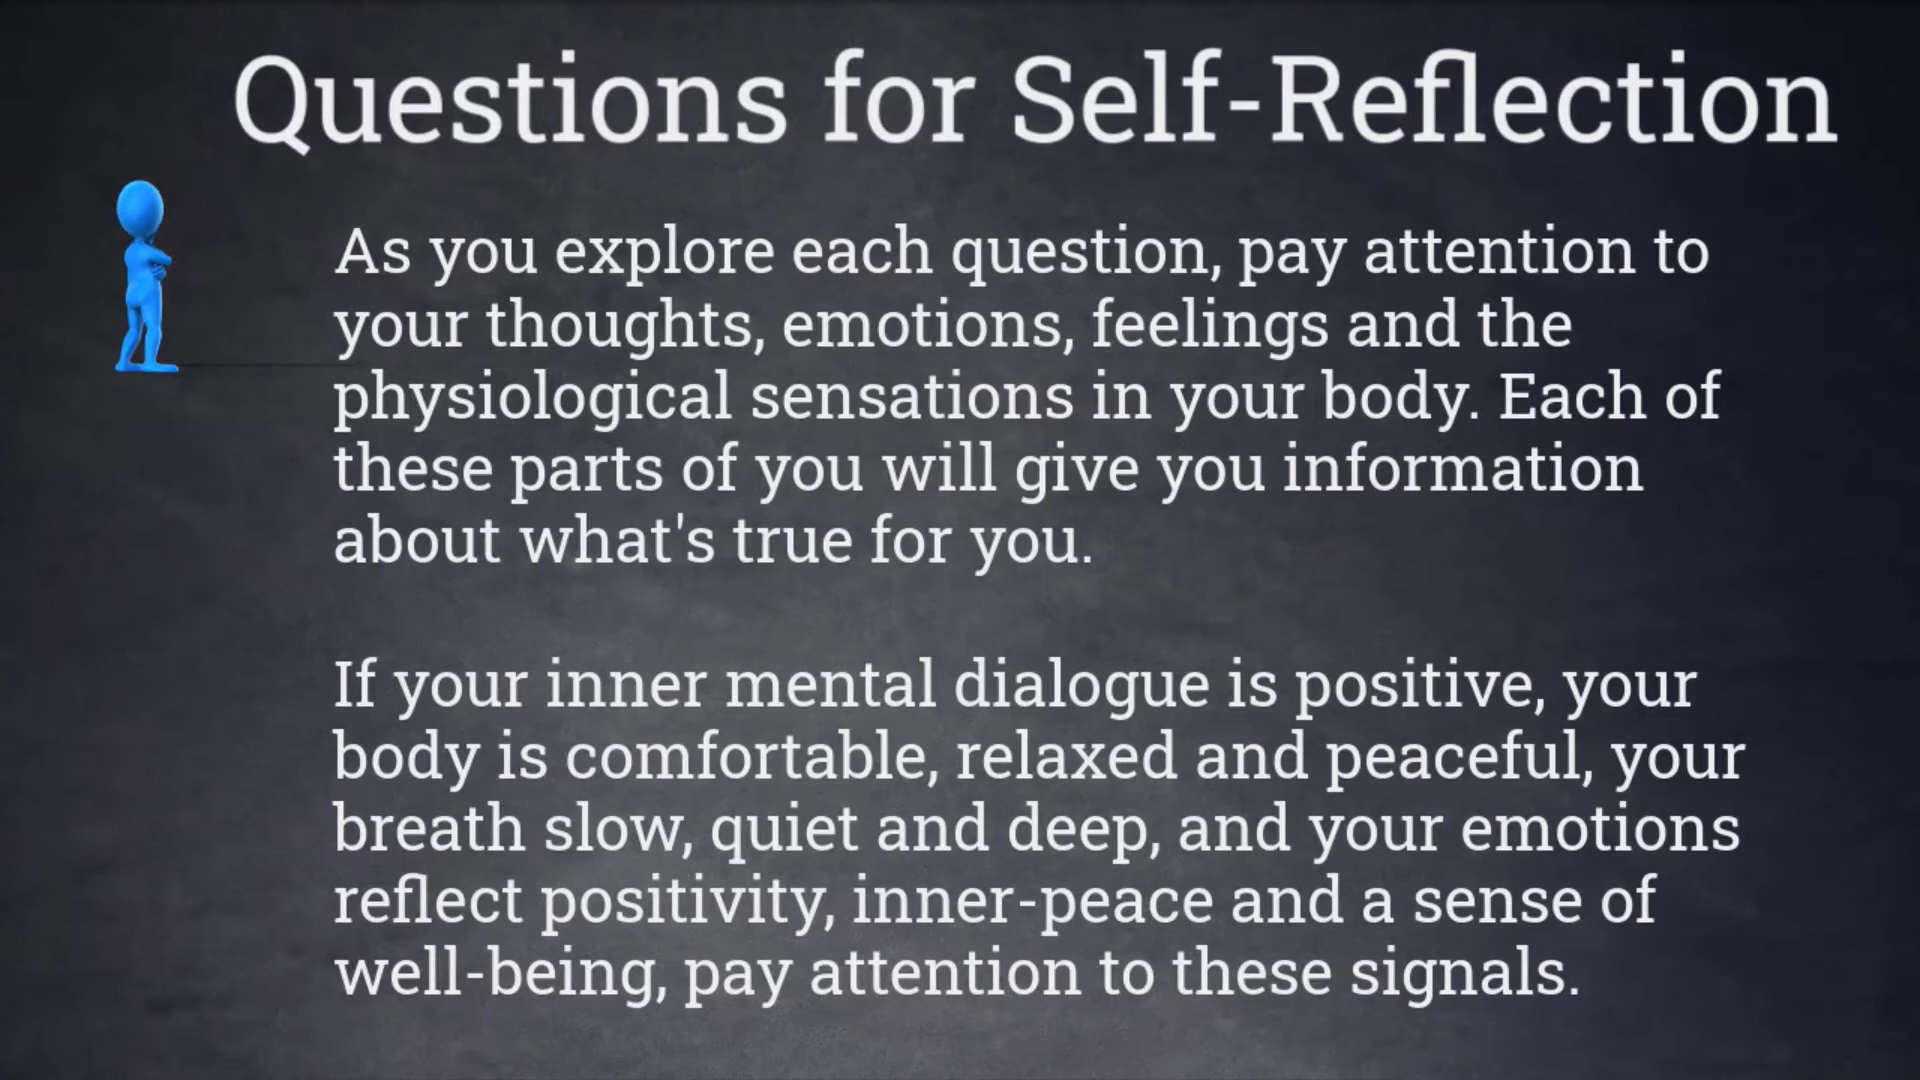 Questions for Self-Reflection
As you explore each question, pay attention to
your thoughts, emotions, feelings and the
physiological sensations in your body. Each of
these parts of you will give you information
about what's true for you.
If your inner mental dialogue is positive, your
body is comfortable, relaxed and peaceful, your
breath slow, quiet and deep, and your emotions
reflect positivity, inner-peace and a sense of
well-being, pay attention to these signals.